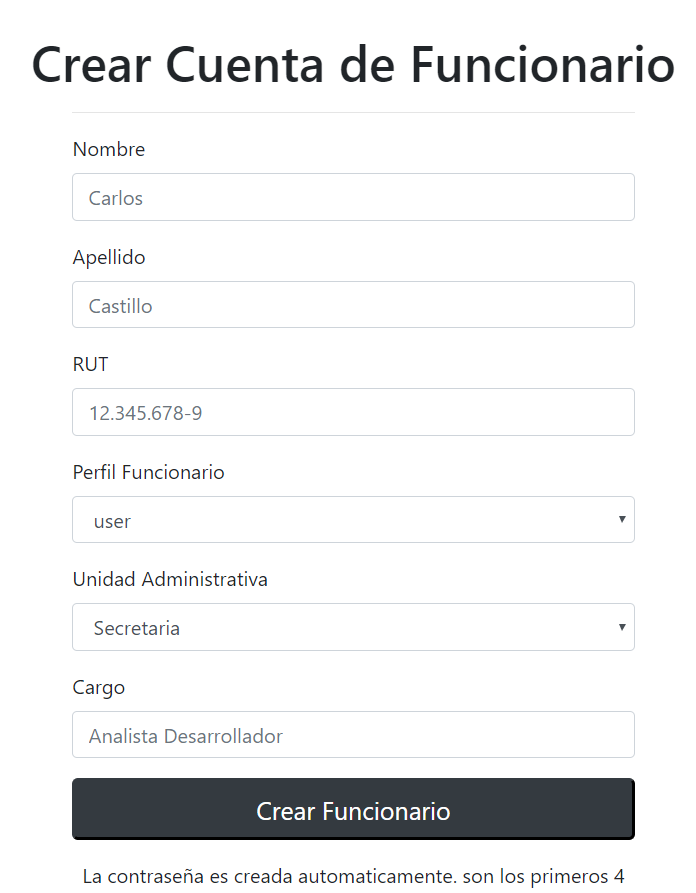 Crear Cuenta de Funcionario
Nombre
Carlos
Apellido
Castillo
RUT
12.345.678-9
Perfil Funcionario
user
Unidad Administrativa
Secretaria
Cargo
Analista Desarrollador
Crear Funcionario
La contraseña es creada automaticamente. son los primeros 4